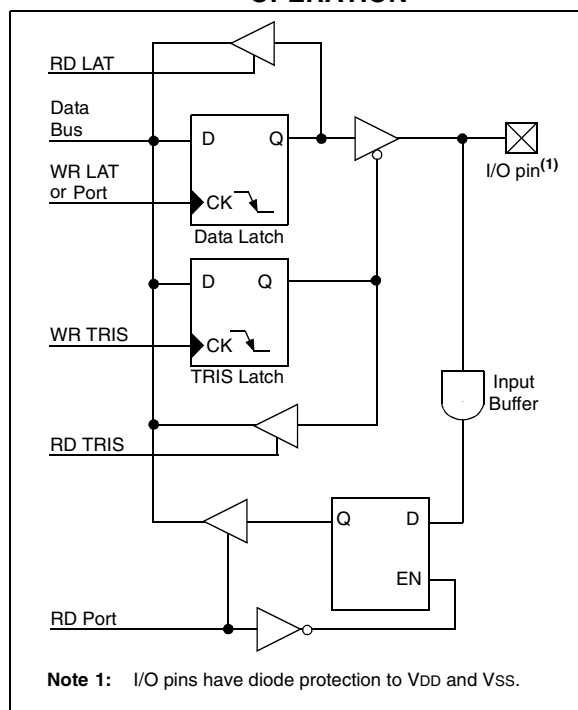 OPERATION
RD LAT
Data
Bus
D Q
WR LAT
or Port
CK
Data Latch
I/O pin(1)
D Q
WR TRIS
CK
TRIS Latch
Input
Buffer
RD TRIS
Q D
EN
RD Port
Note 1: I/O pins have diode protection to VDD and VSS.